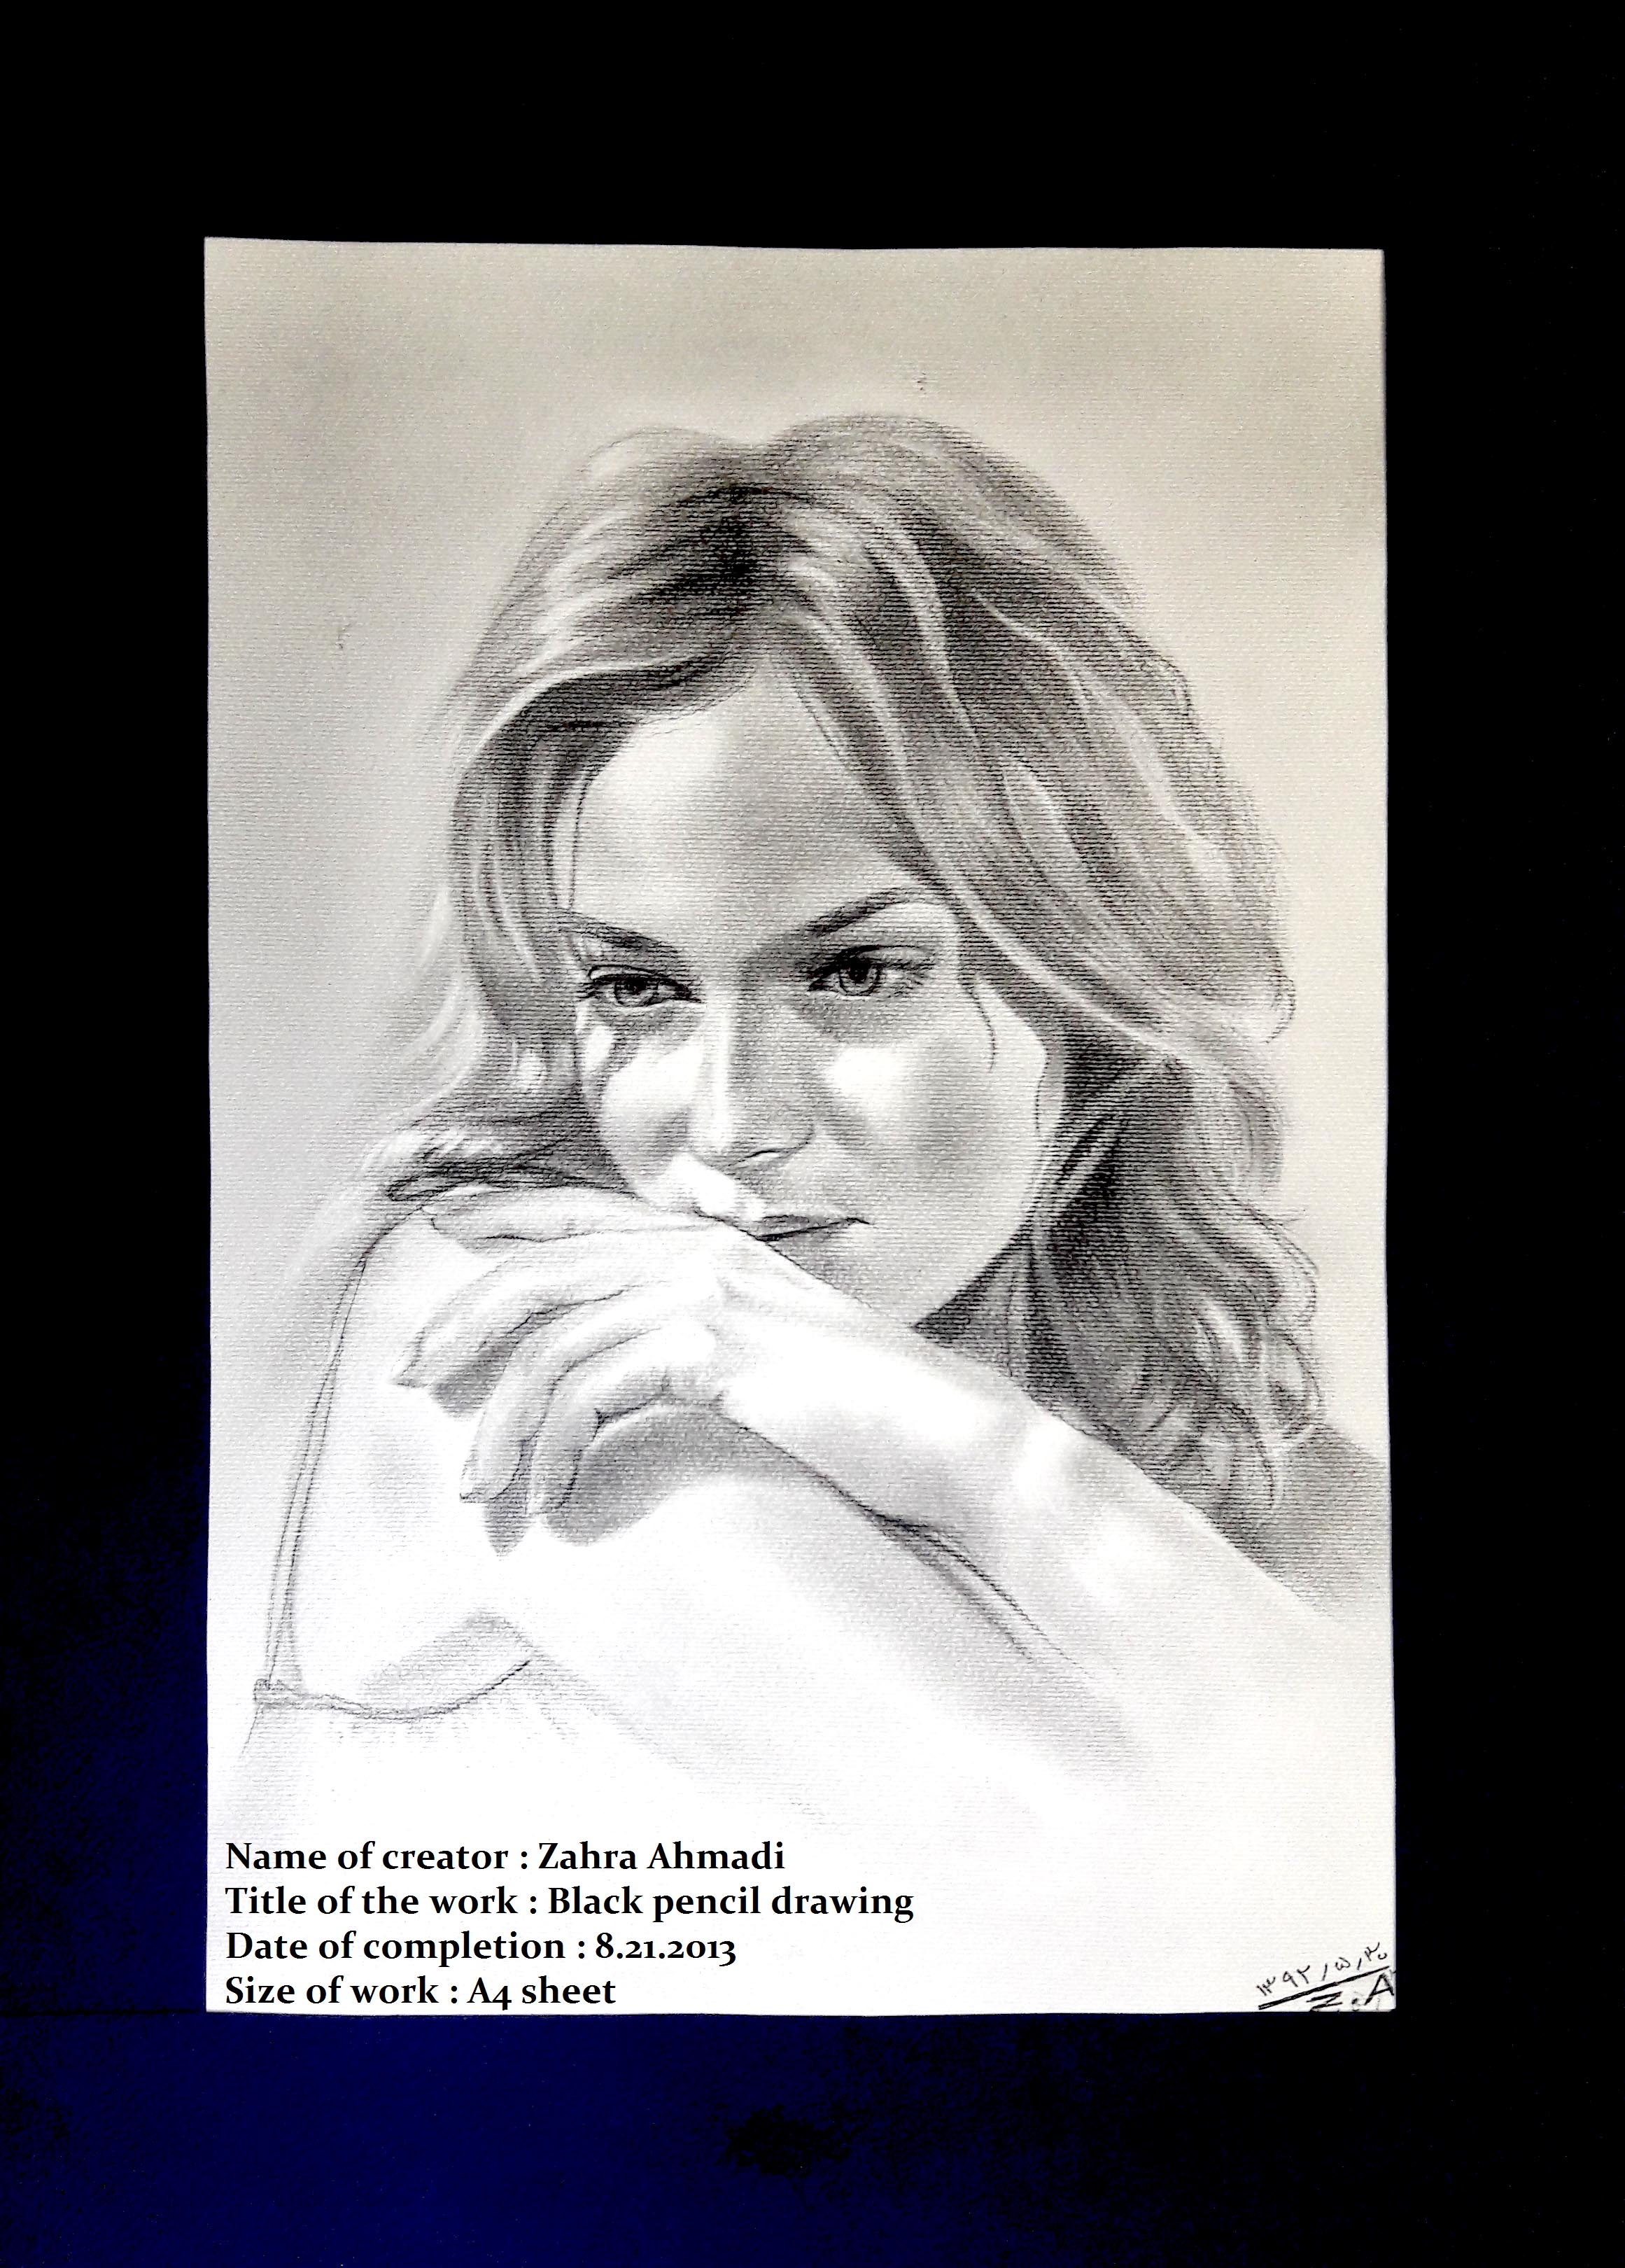 Name of creator : Zahra Ahmadi
Title of the work : Black pencil drawing
Date of completion : 8.21.2013
Size of work : A4 sheet
۱۳۹۲,۵,۳۰
Z.A